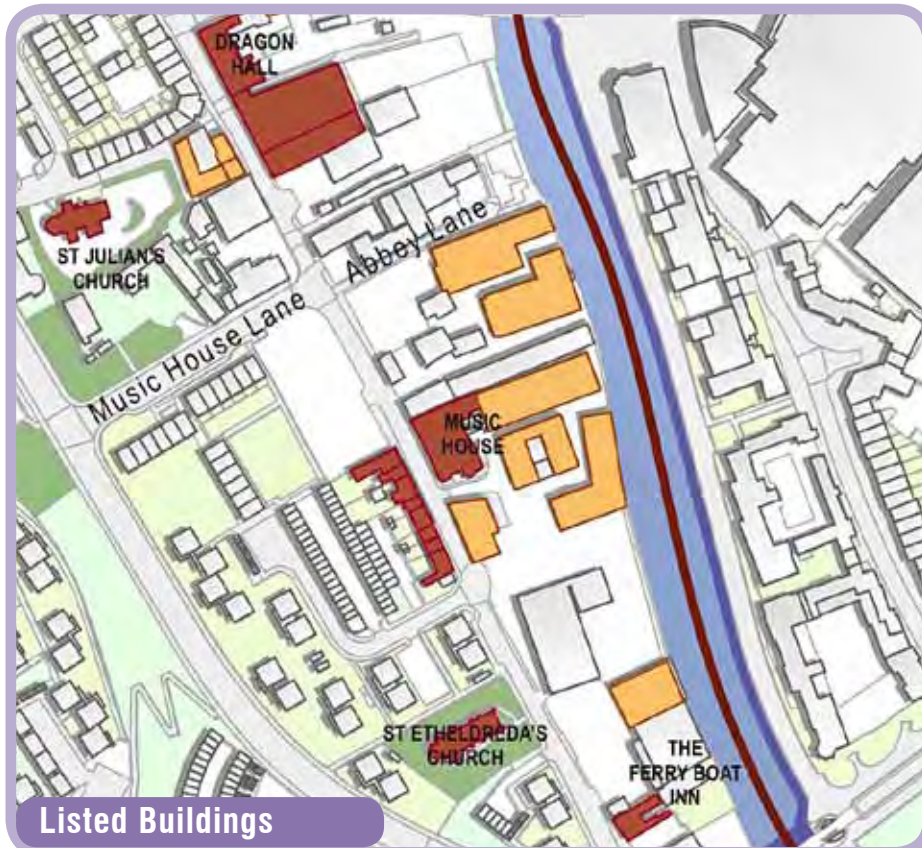 DRAGON
HALL
ST JULIAN'S
CHURCH
Abbey Lane
Music House Lane
MUSIC
HOUSE
ST ETHELDREDA'S
CHURCH
THE
FERRY BOAT
INN
Listed Buildings